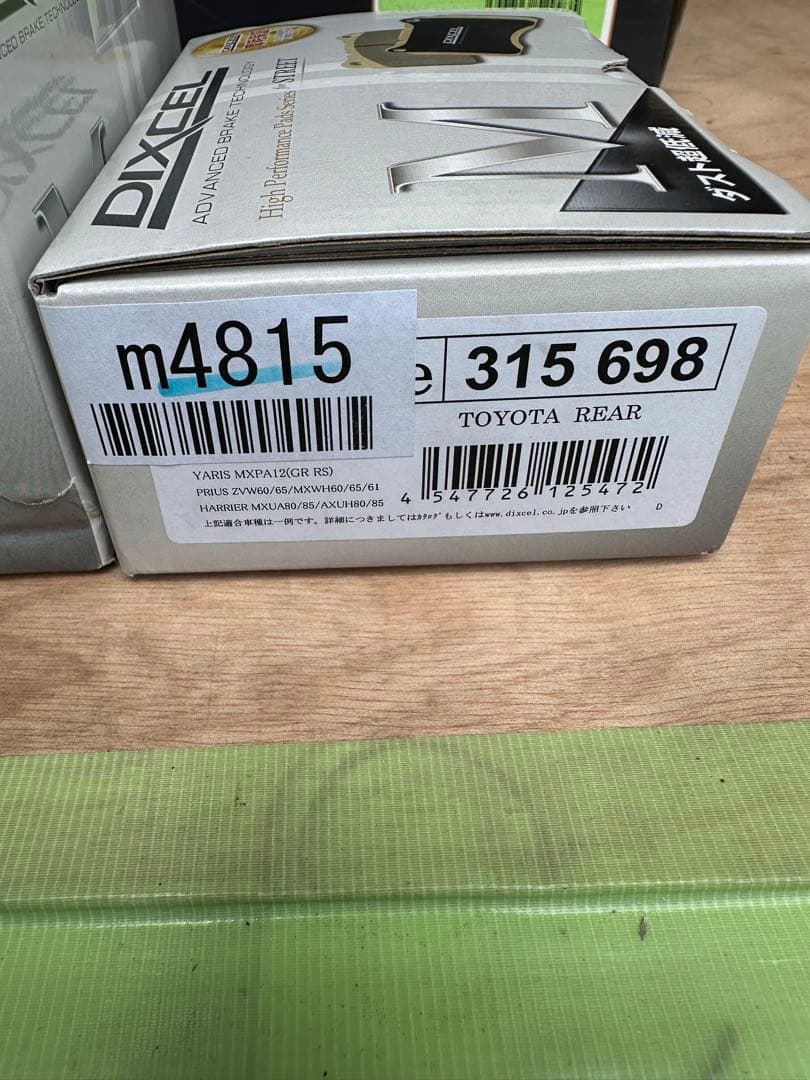 DIXCEL
ADVANCED BRAKE TECHNOLOGY
High Performance Pads Series for STREET
DIXCEL
M
ダスト超低減
m4815
e 315 698
TOYOTA REAR
YARIS MXPA12(GR RS)
PRIUS ZVW60/65/MXWH60/65/61
HARRIER MXUA80/85/AXUH80/85
4 547726 125472
上記適合車種は一例です。詳細につきましてはｶﾀﾛｸﾞもしくはwww.dixcel.co.jpを参照下さい
D